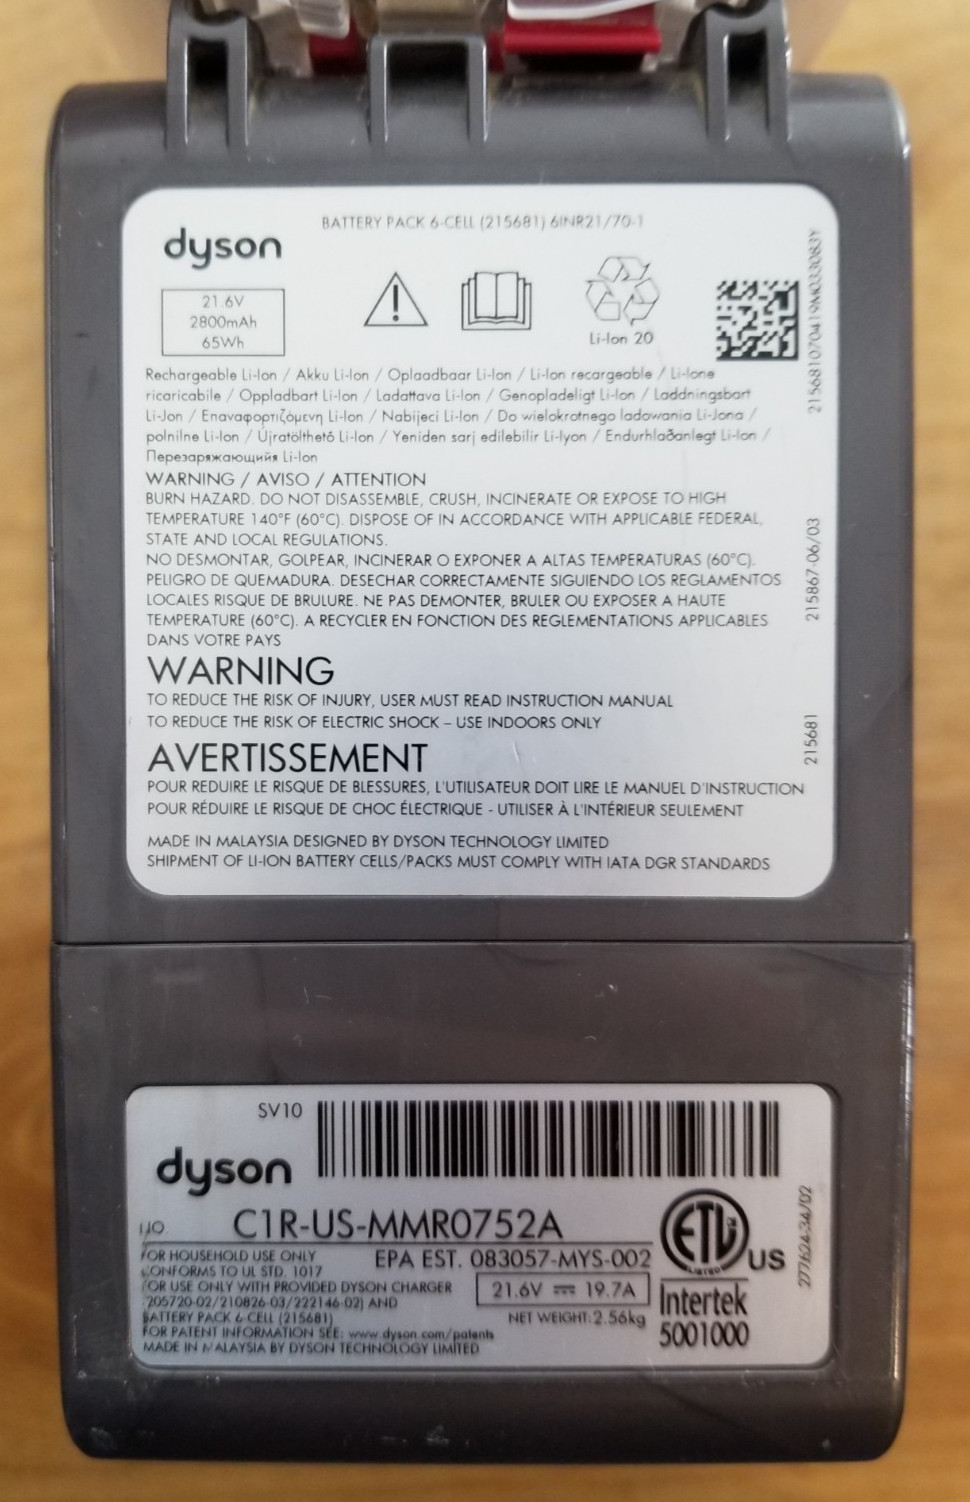 BATTERY PACK 6-CELL (215681) 6INR21/70-1
dyson
21.6V
2800mAh
65Wh
Li-Ion 20
Rechargeable Li-Ion / Akku Li-Ion / Oplaadbaar Li-Ion / Li-Ion recargeable / Li-Ione
ricaricabile / Oppladbart Li-Ion / Ladattava Li-Ion / Genopladeligt Li-Ion / Laddningsbart
Li-Jon / Επαναφορτιζόμενη Li-Ion / Nabíjecí Li-Ion / Do wielokrotnego ladowania Li-Jona /
polnilne Li-Ion / Újratölthető Li-Ion / Yeniden sarj edilebilir Li-Iyon / Endurhlaðanlegt Li-Ion /
Перезаряжающийя Li-Ion
WARNING / AVISO / ATTENTION
BURN HAZARD. DO NOT DISASSEMBLE, CRUSH, INCINERATE OR EXPOSE TO HIGH
TEMPERATURE 140°F (60°C). DISPOSE OF IN ACCORDANCE WITH APPLICABLE FEDERAL,
STATE AND LOCAL REGULATIONS.
NO DESMONTAR, GOLPEAR, INCINERAR O EXPONER A ALTAS TEMPERATURAS (60°C).
PELIGRO DE QUEMADURA. DESECHAR CORRECTAMENTE SIGUIENDO LOS REGLAMENTOS
LOCALES RISQUE DE BRULURE. NE PAS DEMONTER, BRULER OU EXPOSER A HAUTE
TEMPERATURE (60°C). A RECYCLER EN FONCTION DES REGLEMENTATIONS APPLICABLES
DANS VOTRE PAYS
WARNING
TO REDUCE THE RISK OF INJURY, USER MUST READ INSTRUCTION MANUAL
TO REDUCE THE RISK OF ELECTRIC SHOCK – USE INDOORS ONLY
AVERTISSEMENT
POUR REDUIRE LE RISQUE DE BLESSURES, L'UTILISATEUR DOIT LIRE LE MANUEL D'INSTRUCTION
POUR RÉDUIRE LE RISQUE DE CHOC ÉLECTRIQUE - UTILISER À L'INTÉRIEUR SEULEMENT
MADE IN MALAYSIA DESIGNED BY DYSON TECHNOLOGY LIMITED
SHIPMENT OF LI-ION BATTERY CELLS/PACKS MUST COMPLY WITH IATA DGR STANDARDS
215867-06/03
215681
SV10
dyson
NO. C1R-US-MMR0752A
FOR HOUSEHOLD USE ONLY
CONFORMS TO UL STD. 1017
FOR USE ONLY WITH PROVIDED DYSON CHARGER
(205720-02/210826-03/222146-02) AND
BATTERY PACK 6-CELL (215681)
FOR PATENT INFORMATION SEE: www.dyson.com/patents
MADE IN MALAYSIA BY DYSON TECHNOLOGY LIMITED
EPA EST. 083057-MYS-002
21.6V ⎓ 19.7A
NET WEIGHT: 2.56kg
ETL
LISTED
US
Intertek
5001000
277624-34/02